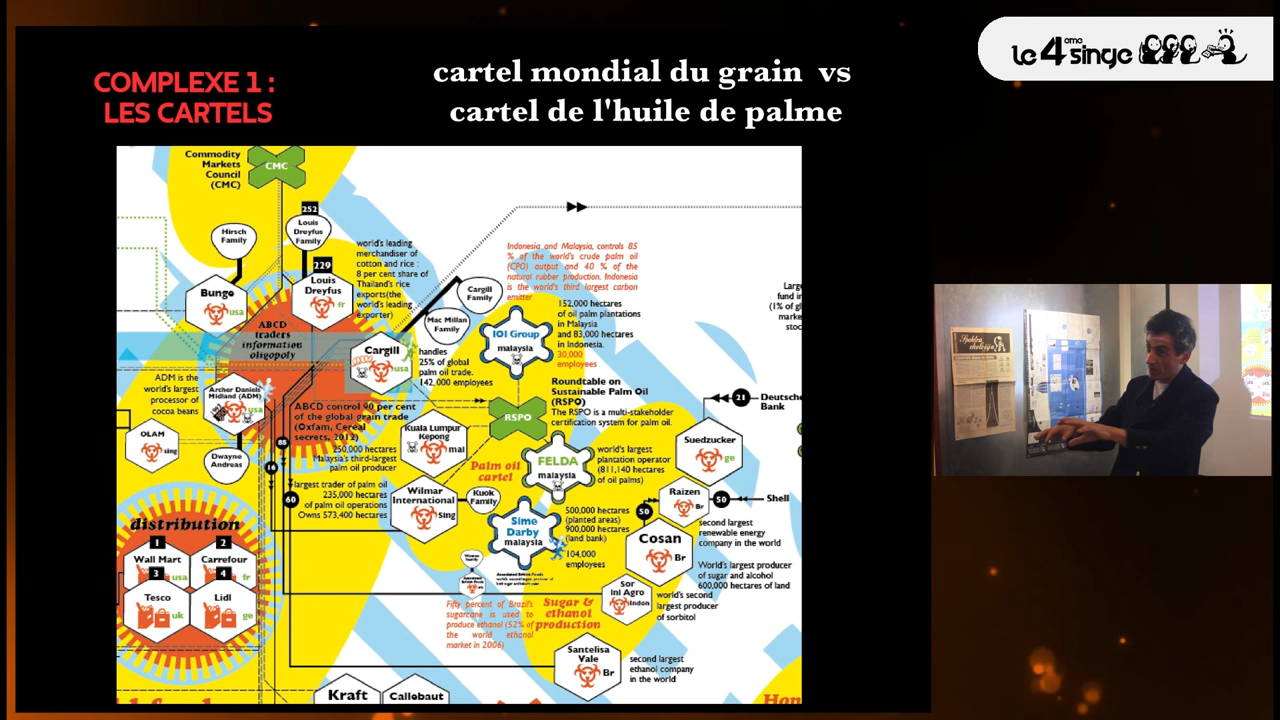 COMPLEXE 1 :
LES CARTELS
cartel mondial du grain vs
cartel de l'huile de palme
le 4eme singe
Commodity
Markets
Council
(CMC)
CMC
Hirsch
Family
252
Louis
Dreyfus
Family
229
Louis
Dreyfus
fr
Bunge
usa
world's leading
merchandiser of
cotton and rice :
8 per cent share of
Thailand's rice
exports(the
world's leading
exporter)
Cargill
Family
Mac Millan
Family
Indonesia and Malaysia, controls 85
% of the world's crude palm oil
(CPO) output and 40 % of the
natural rubber production. Indonesia
is the world's third largest carbon
emitter
152,000 hectares
of oil palm plantations
in Malaysia
and 83,000 hectares
in Indonesia.
30,000
employees
IOI Group
malaysia
Larg
fund in
(1% of gl
marke
stoc
ABCD
traders
information
oligopoly
Cargill
usa
handles
25% of global
palm oil trade.
142,000 employees
ADM is the
world's largest
processor of
cocoa beans
Archer Daniels
Midland (ADM)
usa
Roundtable on
Sustainable Palm Oil
(RSPO)
The RSPO is a multi-stakeholder
certification system for palm oil.
RSPO
21
Deutsche
Bank
ABCD control 90 per cent
of the global grain trade
(Oxfam, Cereal
secrets, 2012)
OLAM
sing
Dwayne
Andreas
85
16
60
250,000 hectares
Malaysia's third-largest
palm oil producer
Kuala Lumpur
Kepong
mal
Palm oil
cartel
FELDA
malaysia
world's largest
plantation operator
(811,140 hectares
of oil palms)
Suedzucker
ge
largest trader of palm oil
235,000 hectares
of palm oil operations
Owns 573,400 hectares
Wilmar
International
Sing
Kuok
Family
Raizen
Br
50
Shell
second largest
renewable energy
company in the world
Sime
Darby
malaysia
500,000 hectares
(planted areas)
900,000 hectares
(land bank)
104,000
employees
50
Cosan
Br
World's largest producer
of sugar and alcohol
600,000 hectares of land
distribution
1
Wall Mart
usa
2
Carrefour
fr
3
Tesco
uk
4
Lidl
ge
Fifty percent of Brazil's
sugarcane is used to
produce ethanol (52% of
the world ethanol
market in 2006)
Sugar &
ethanol
production
Sor
Ini Agro
Indon
world's second
largest producer
of sorbitol
Santelisa
Vale
Br
second largest
ethanol company
in the world
Kraft
Callebaut